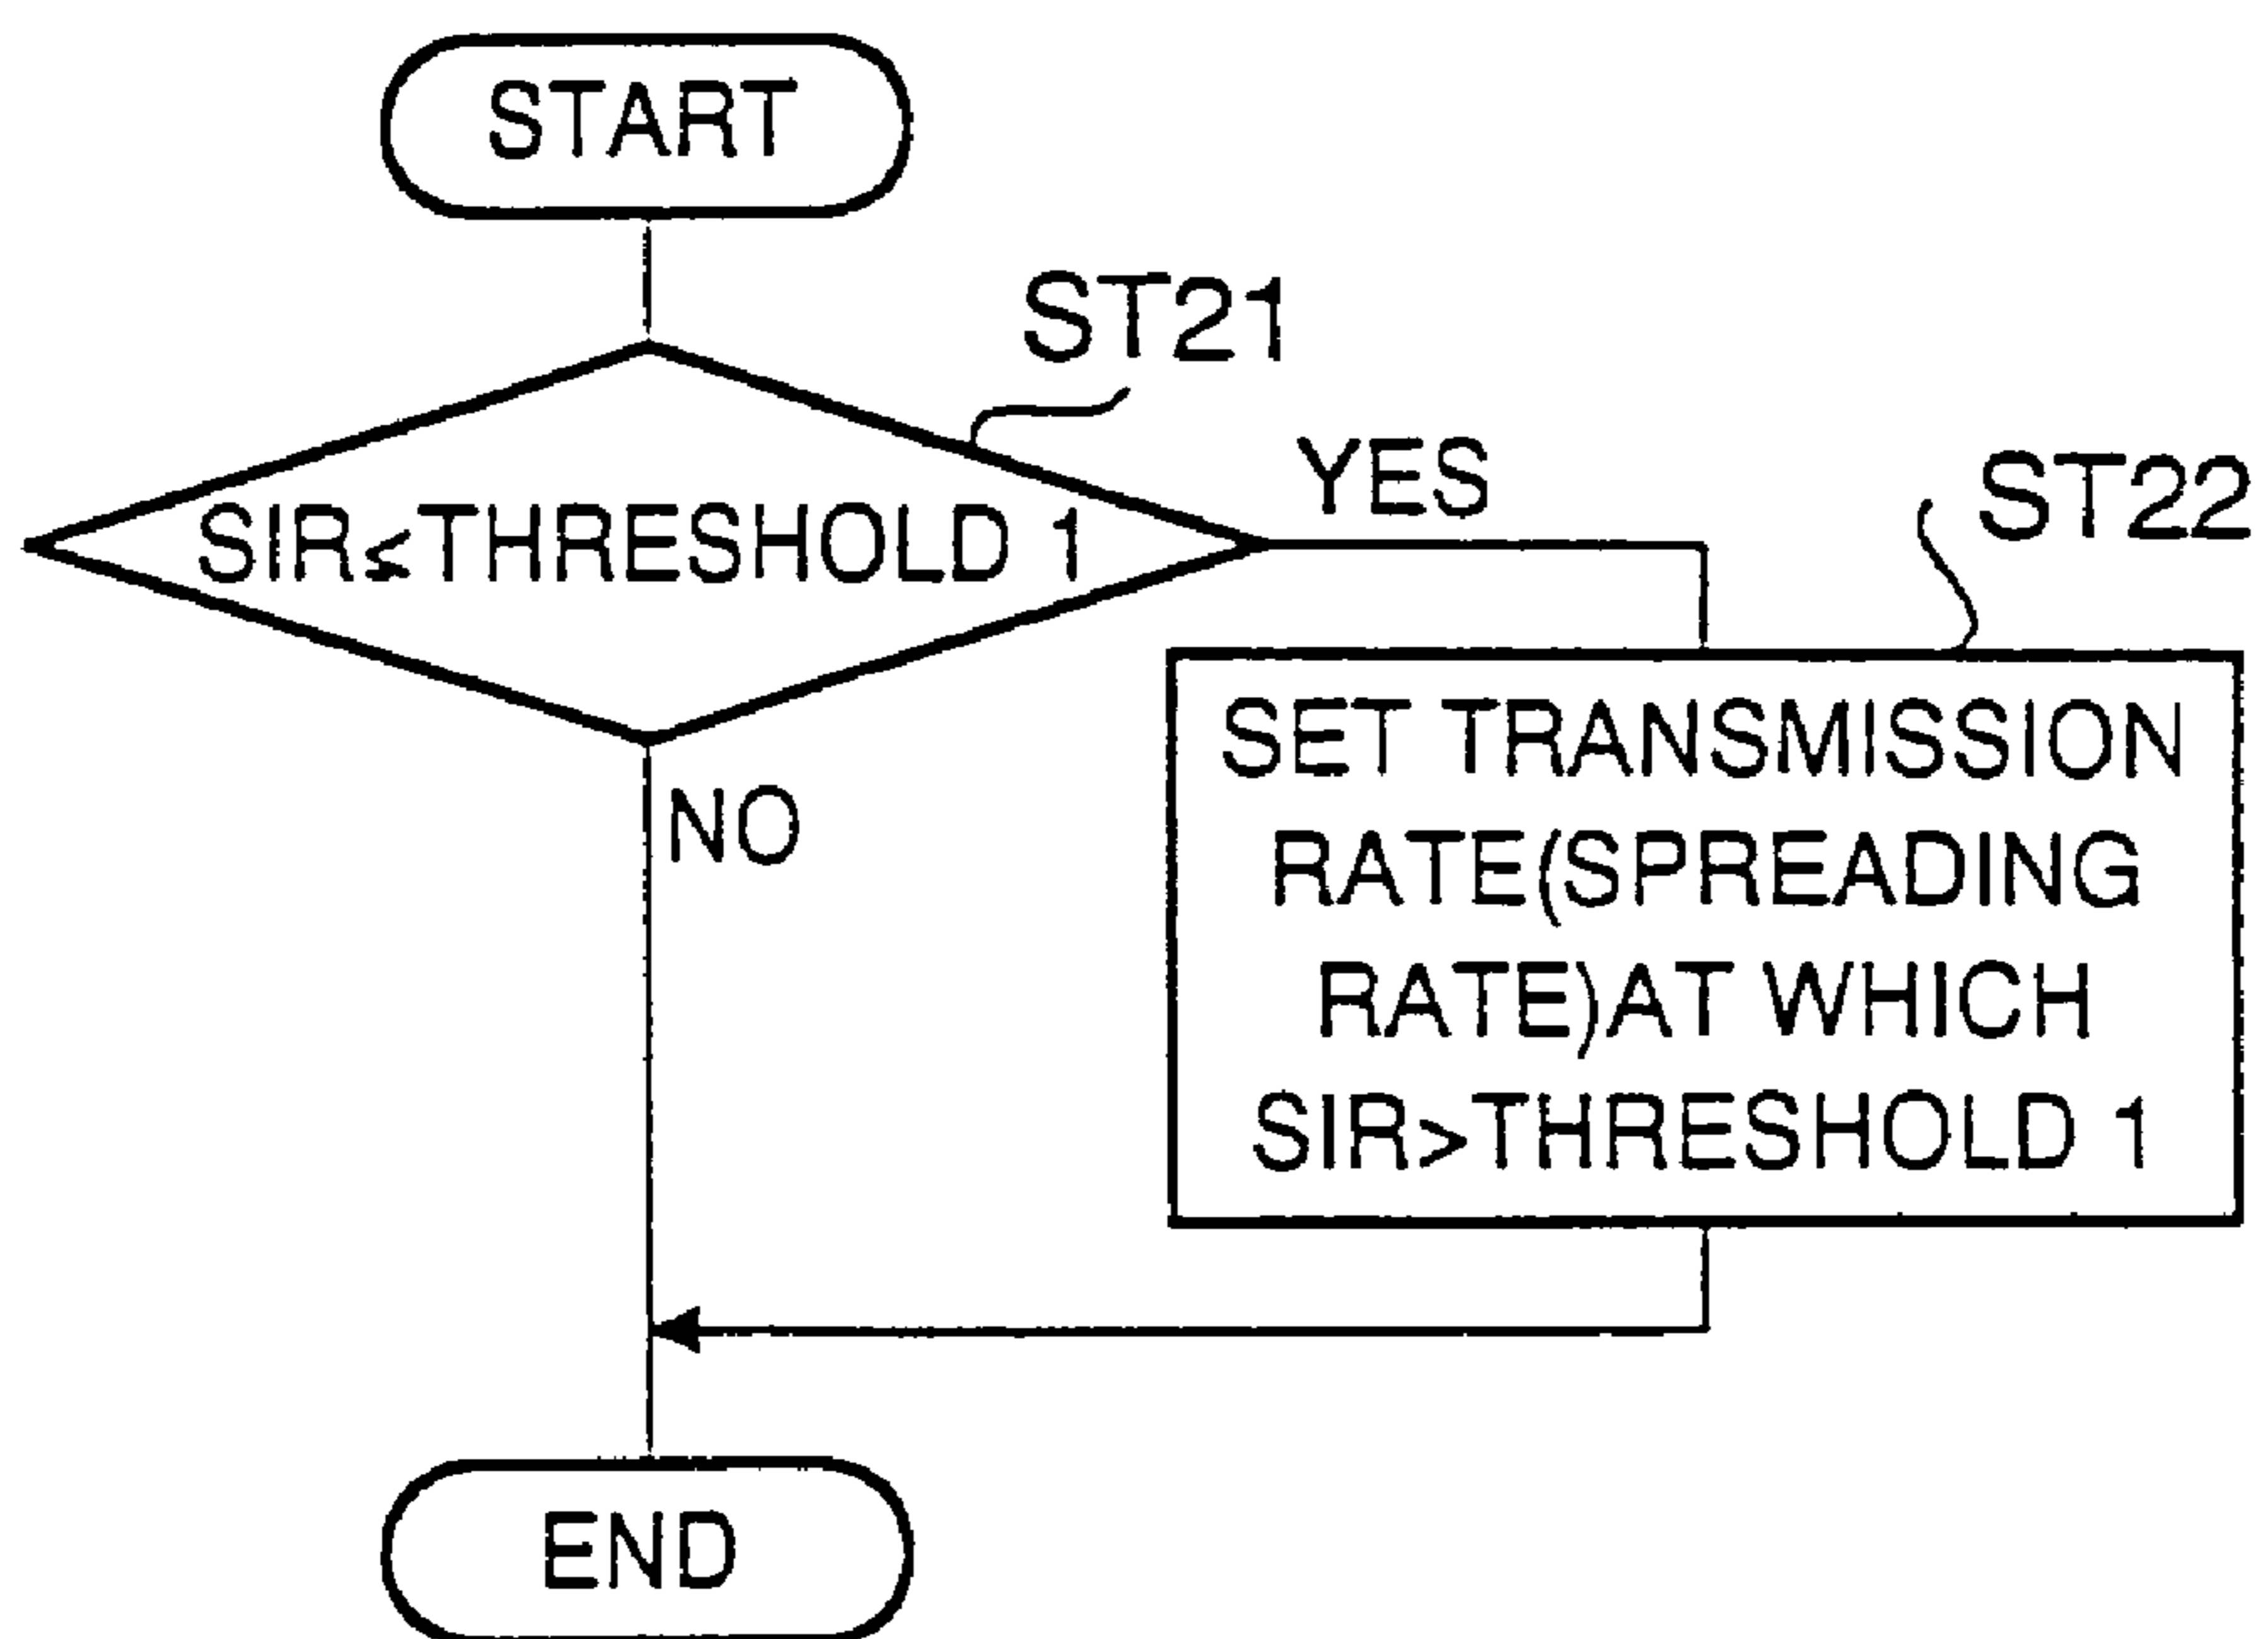 START
ST21
SIR≤THRESHOLD 1
YES
ST22
NO
SET TRANSMISSION
RATE(SPREADING
RATE)AT WHICH
SIR>THRESHOLD 1
END